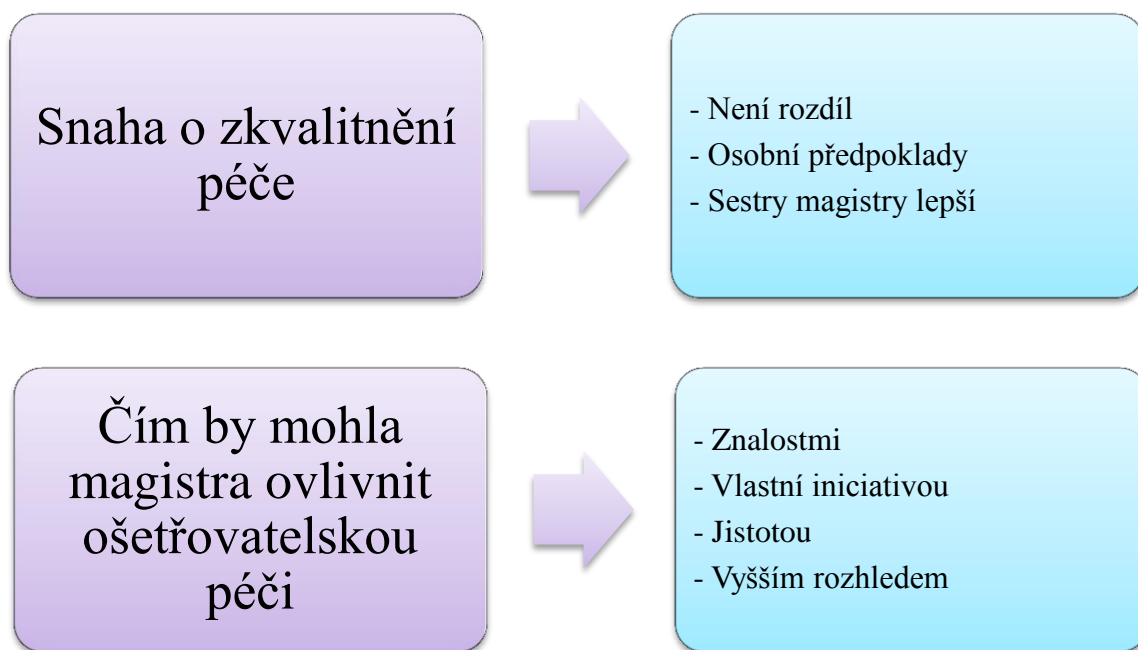 Snaha o zkvalitnění
péče
- Není rozdíl
- Osobní předpoklady
- Sestry magistry lepší
Čím by mohla
magistra ovlivnit
ošetřovatelskou
péči
- Znalostmi
- Vlastní iniciativou
- Jistotou
- Vyšším rozhledem